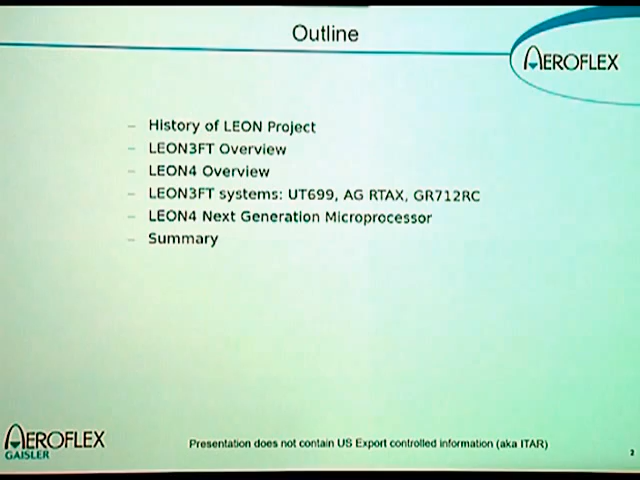 Outline
AEROFLEX
– History of LEON Project
– LEON3FT Overview
– LEON4 Overview
– LEON3FT systems: UT699, AG RTAX, GR712RC
– LEON4 Next Generation Microprocessor
– Summary
AEROFLEX
GAISLER
Presentation does not contain US Export controlled information (aka ITAR)
2